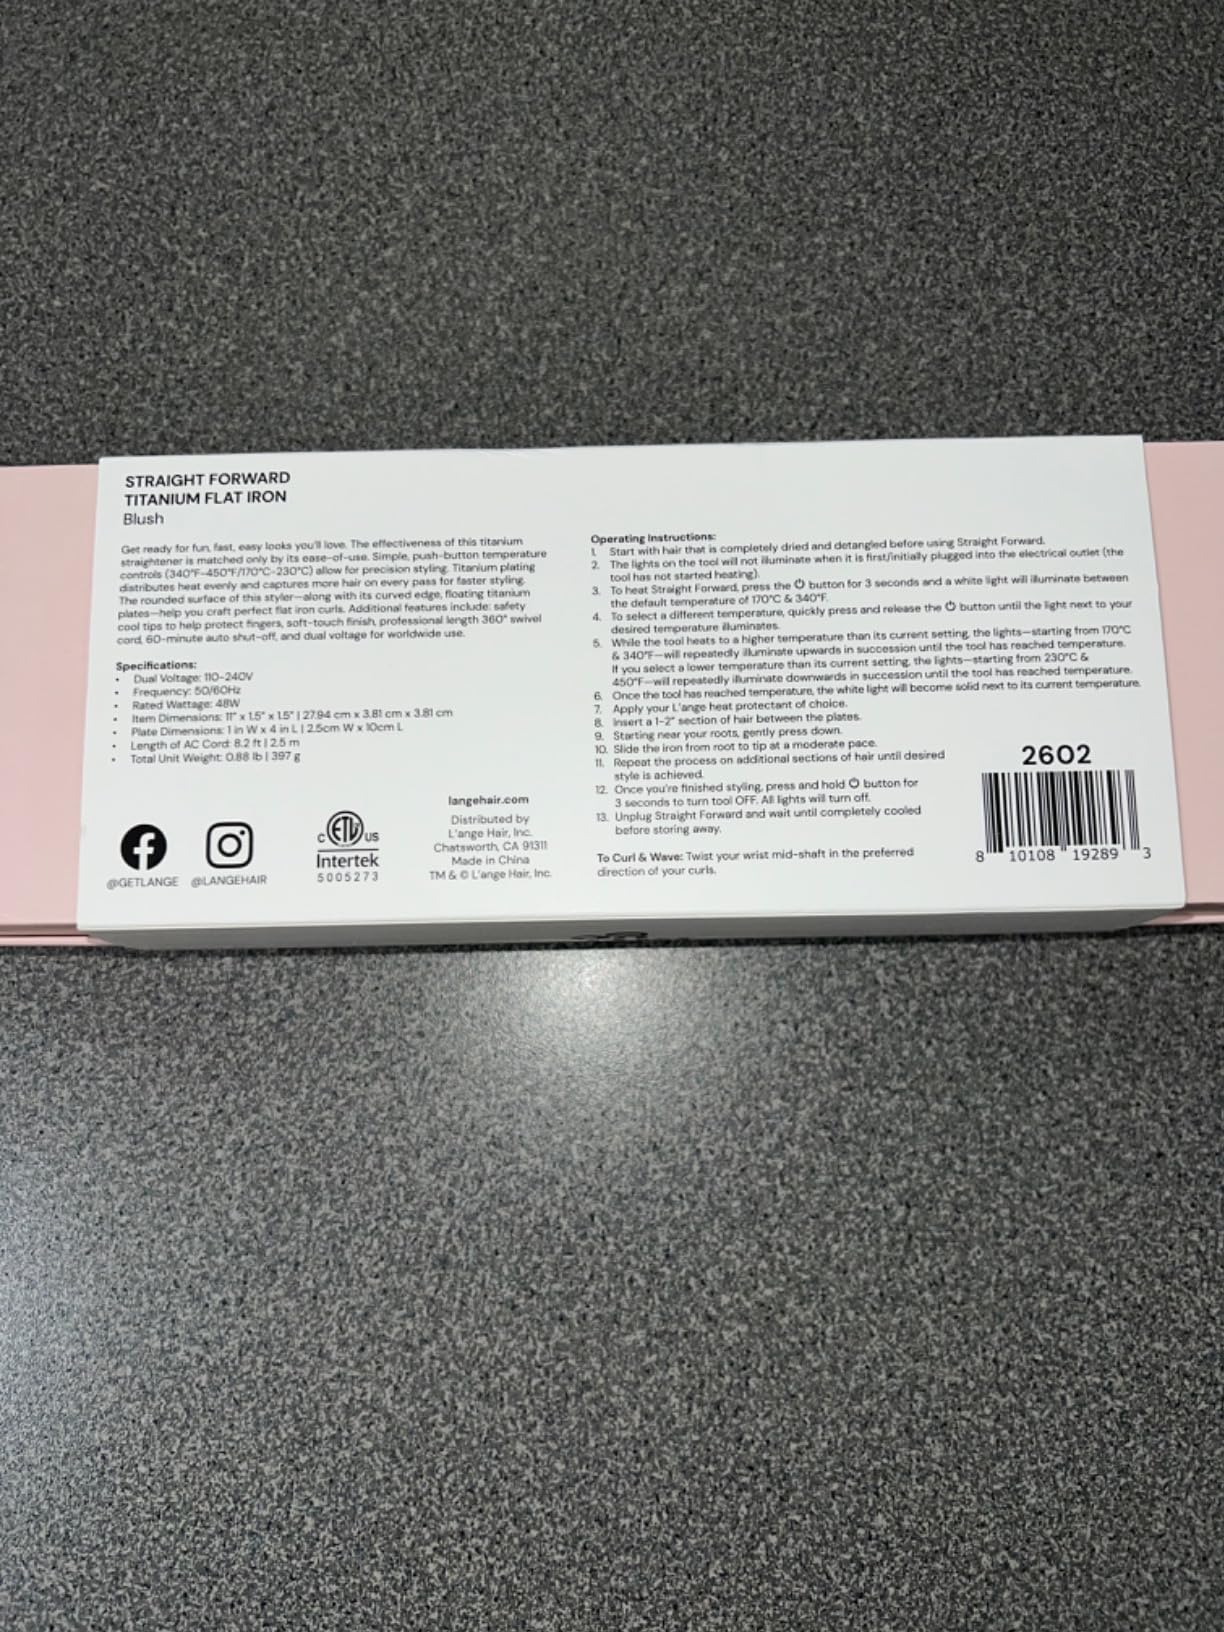 STRAIGHT FORWARD
TITANIUM FLAT IRON
Blush
Get ready for fun, fast, easy looks you'll love. The effectiveness of this titanium
straightener is matched only by its ease-of-use. Simple, push-button temperature
controls (340°F-450°F/170°C-230°C) allow for precision styling. Titanium plating
distributes heat evenly and captures more hair on every pass for faster styling.
The rounded surface of this styler—along with its curved edge, floating titanium
plates—help you craft perfect flat iron curls. Additional features include: safety
cool tips to help protect fingers, soft-touch finish, professional length 360° swivel
cord, 60-minute auto shut-off, and dual voltage for worldwide use.
Specifications:
• Dual Voltage: 110-240V
• Frequency: 50/60Hz
• Rated Wattage: 48W
• Item Dimensions: 11" x 1.5" x 1.5" | 27.94 cm x 3.81 cm x 3.81 cm
• Plate Dimensions: 1 in W x 4 in L | 2.5cm W x 10cm L
• Length of AC Cord: 8.2 ft | 2.5 m
• Total Unit Weight: 0.88 lb | 397 g
@GETLANGE
@LANGEHAIR
c ETL us
Intertek
5005273
langehair.com
Distributed by
L'ange Hair, Inc.
Chatsworth, CA 91311
Made in China
TM & © L'ange Hair, Inc.
Operating Instructions:
1. Start with hair that is completely dried and detangled before using Straight Forward.
2. The lights on the tool will not illuminate when it is first/initially plugged into the electrical outlet (the
tool has not started heating).
3. To heat Straight Forward, press the ⏻ button for 3 seconds and a white light will illuminate between
the default temperature of 170°C & 340°F.
4. To select a different temperature, quickly press and release the ⏻ button until the light next to your
desired temperature illuminates.
5. While the tool heats to a higher temperature than its current setting, the lights—starting from 170°C
& 340°F—will repeatedly illuminate upwards in succession until the tool has reached temperature.
If you select a lower temperature than its current setting, the lights—starting from 230°C &
450°F—will repeatedly illuminate downwards in succession until the tool has reached temperature.
6. Once the tool has reached temperature, the white light will become solid next to its current temperature.
7. Apply your L'ange heat protectant of choice.
8. Insert a 1-2" section of hair between the plates.
9. Starting near your roots, gently press down.
10. Slide the iron from root to tip at a moderate pace.
11. Repeat the process on additional sections of hair until desired
style is achieved.
12. Once you're finished styling, press and hold ⏻ button for
3 seconds to turn tool OFF. All lights will turn off.
13. Unplug Straight Forward and wait until completely cooled
before storing away.
To Curl & Wave: Twist your wrist mid-shaft in the preferred
direction of your curls.
2602
8 10108 19289 3